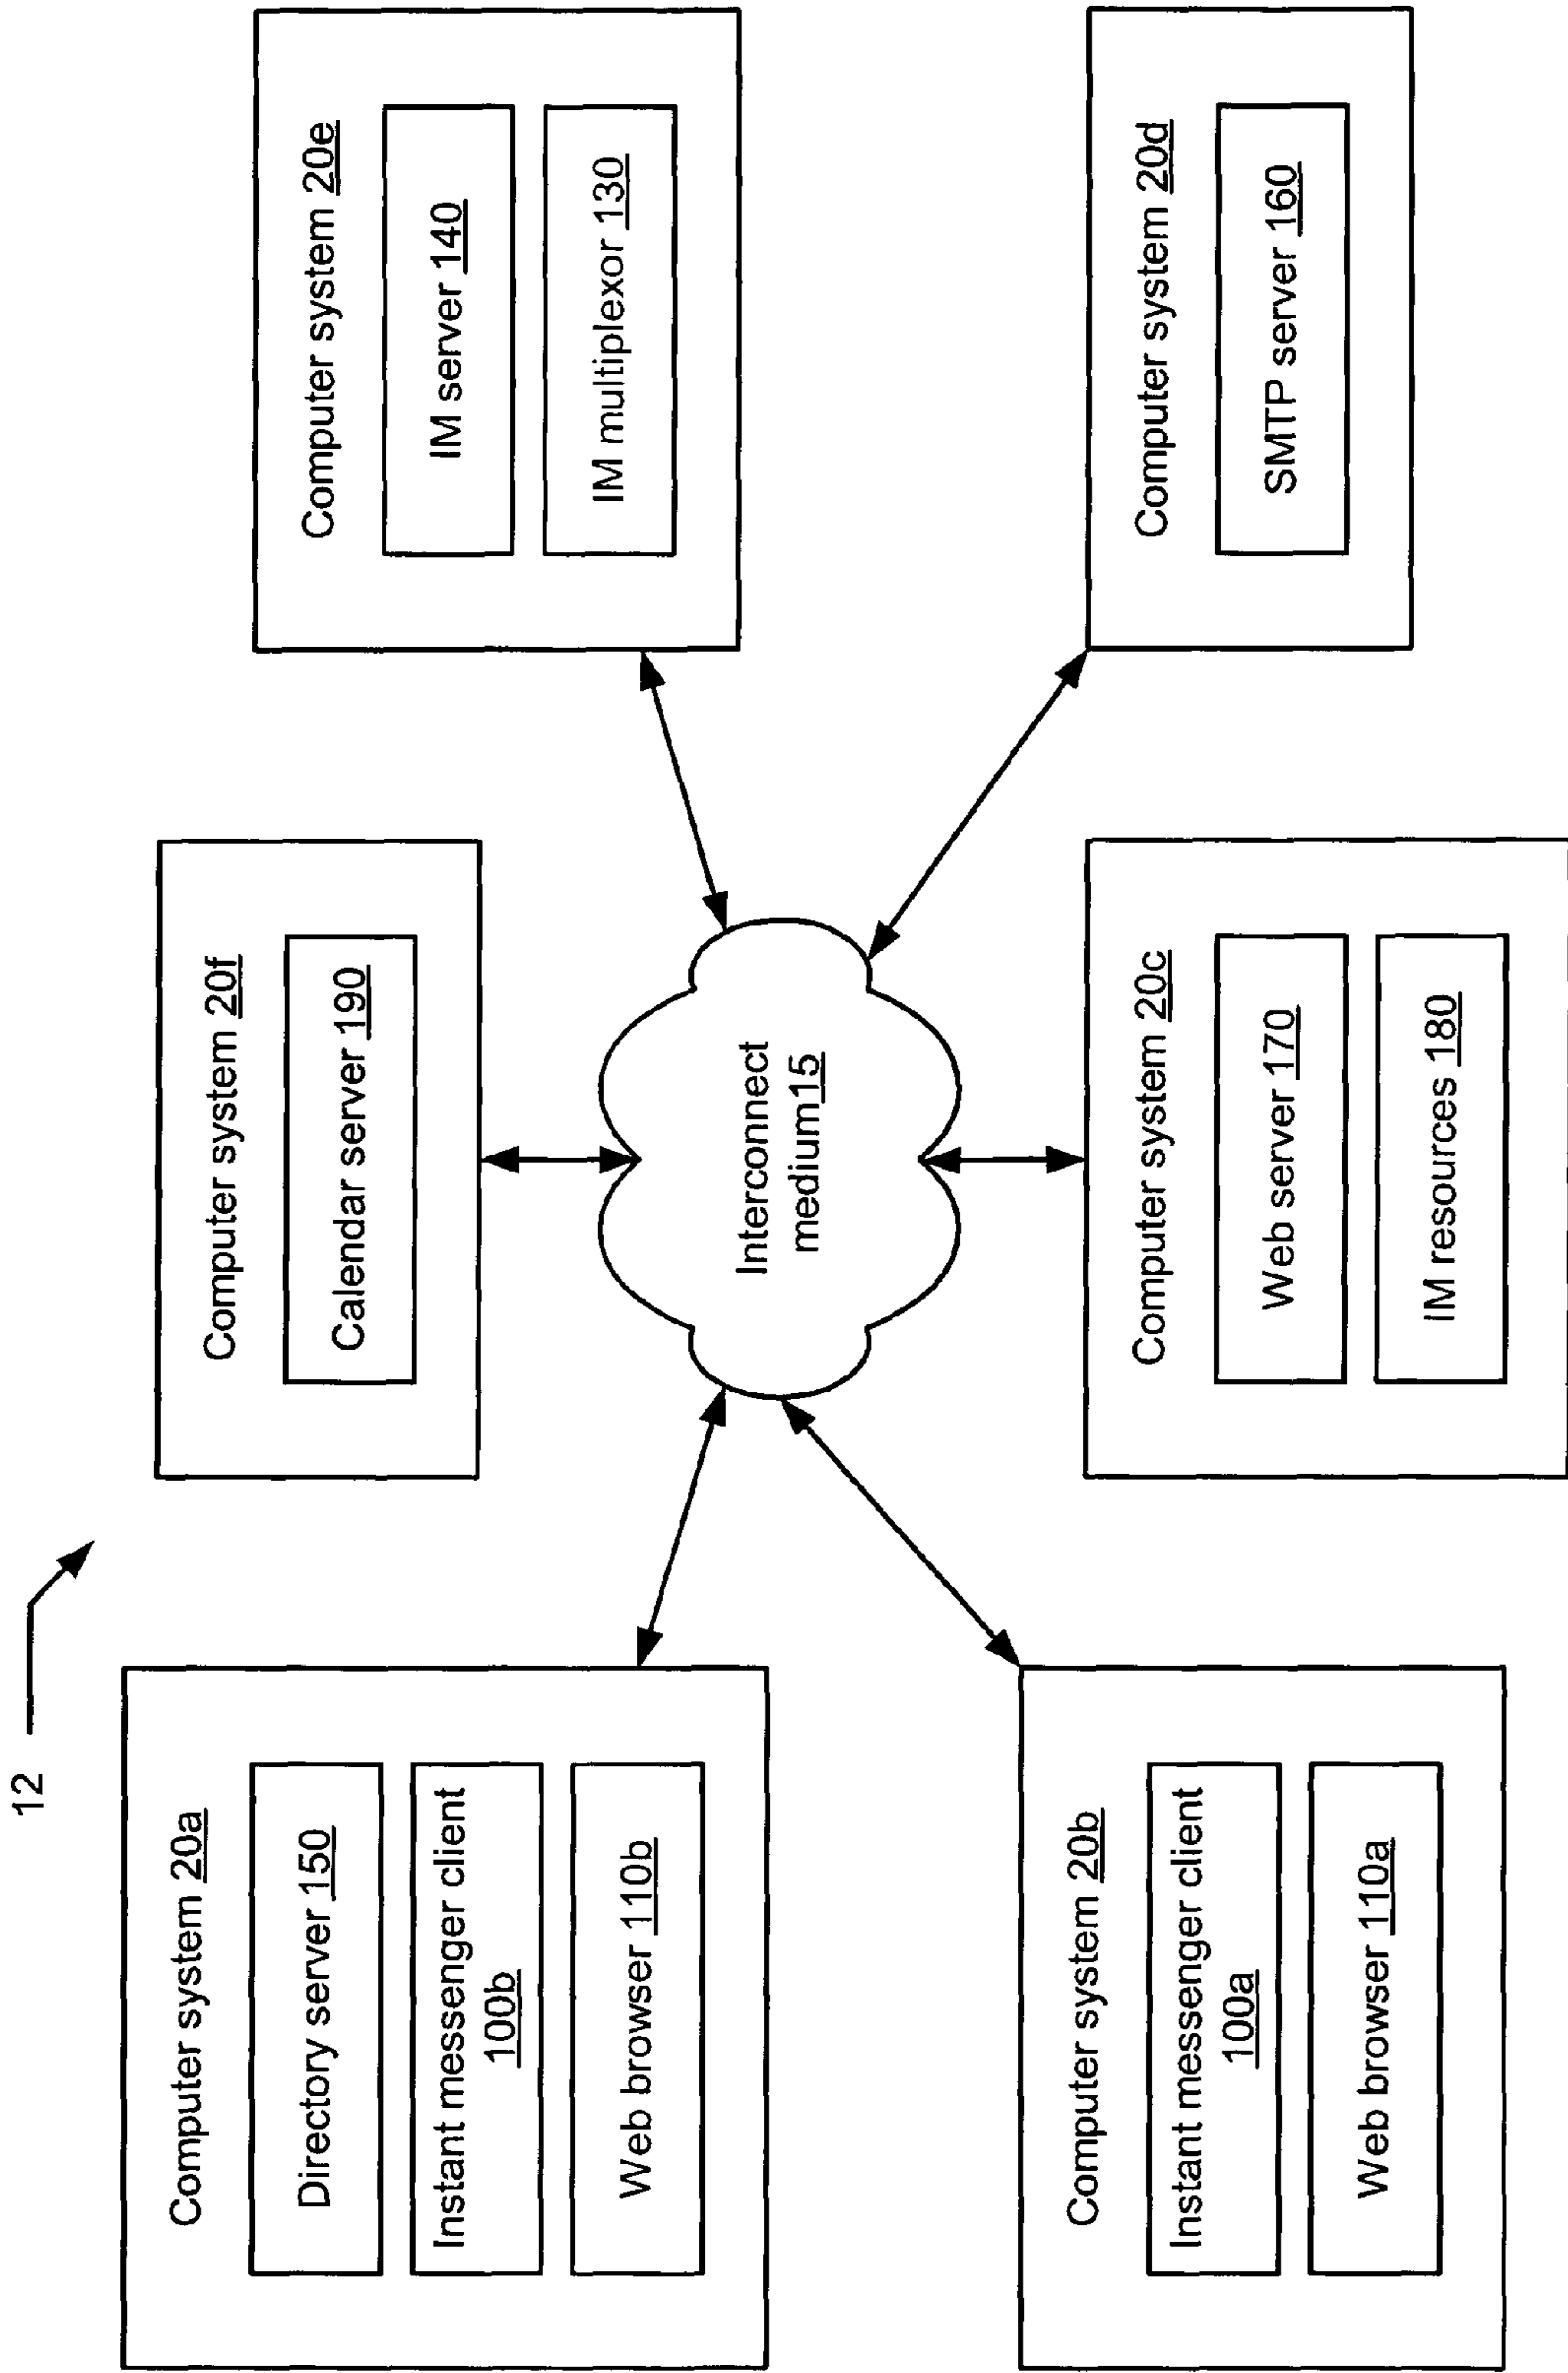 12
Computer system 20a
Directory server 150
Instant messenger client
100b
Web browser 110b
Computer system 20f
Calendar server 190
Computer system 20e
IM server 140
IM multiplexor 130
Interconnect
medium15
Computer system 20b
Instant messenger client
100a
Web browser 110a
Computer system 20c
Web server 170
IM resources 180
Computer system 20d
SMTP server 160